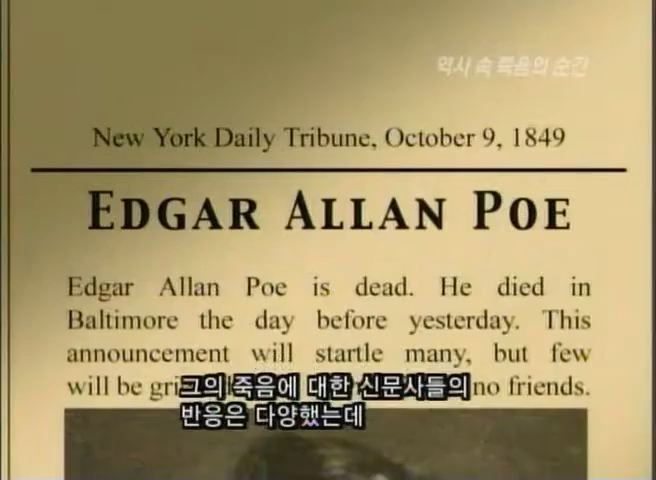 역사 속 죽음의 순간
New York Daily Tribune, October 9, 1849
EDGAR ALLAN POE
Edgar Allan Poe is dead. He died in
Baltimore the day before yesterday. This
announcement will startle many, but few
will be no friends.
그의 죽음에 대한 신문사들의
반응은 다양했는데